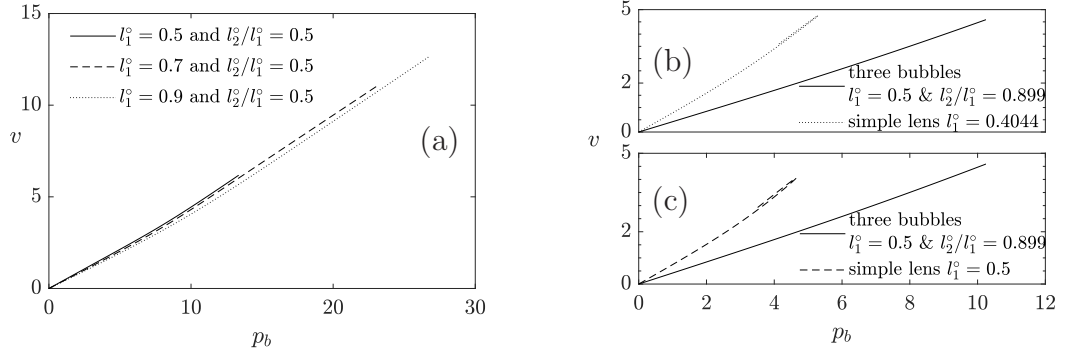 15
10
5
0
v
l₁° = 0.5 and l₂°/l₁° = 0.5
l₁° = 0.7 and l₂°/l₁° = 0.5
l₁° = 0.9 and l₂°/l₁° = 0.5
(a)
0 10 20 30
p_b
5
2
0
(b)
three bubbles
l₁° = 0.5 & l₂°/l₁° = 0.899
simple lens l₁° = 0.4044
v
5
2
0
(c)
three bubbles
l₁° = 0.5 & l₂°/l₁° = 0.899
simple lens l₁° = 0.5
0 2 4 6 8 10 12
p_b